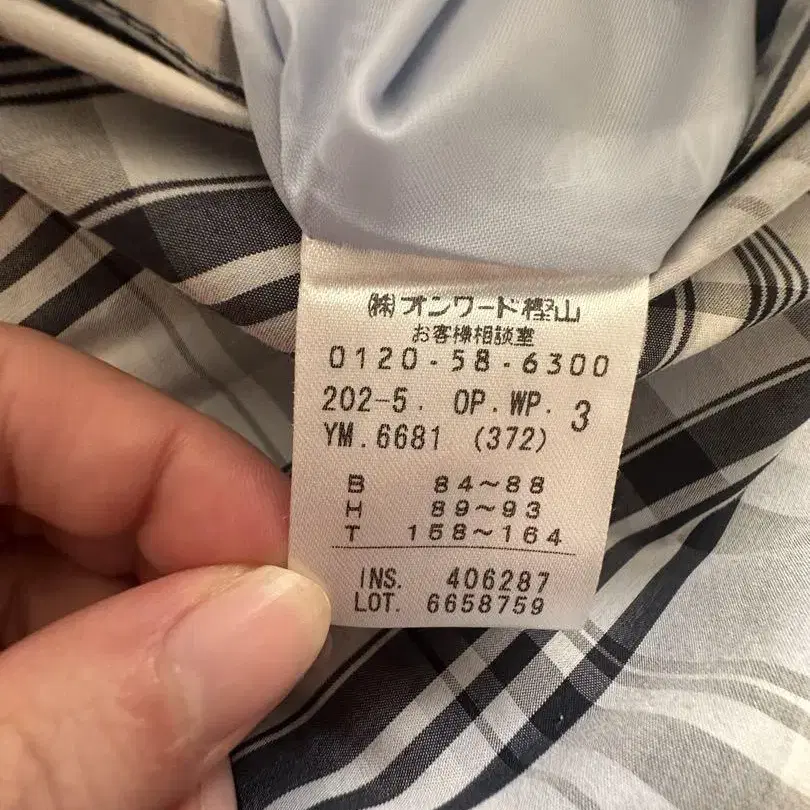 ㈱オンワード樫山
お客様相談室
0120-58-6300
202-5. OP.WP. 3
YM.6681 (372)
B 84~88
H 89~93
T 158~164
INS. 406287
LOT. 6658759